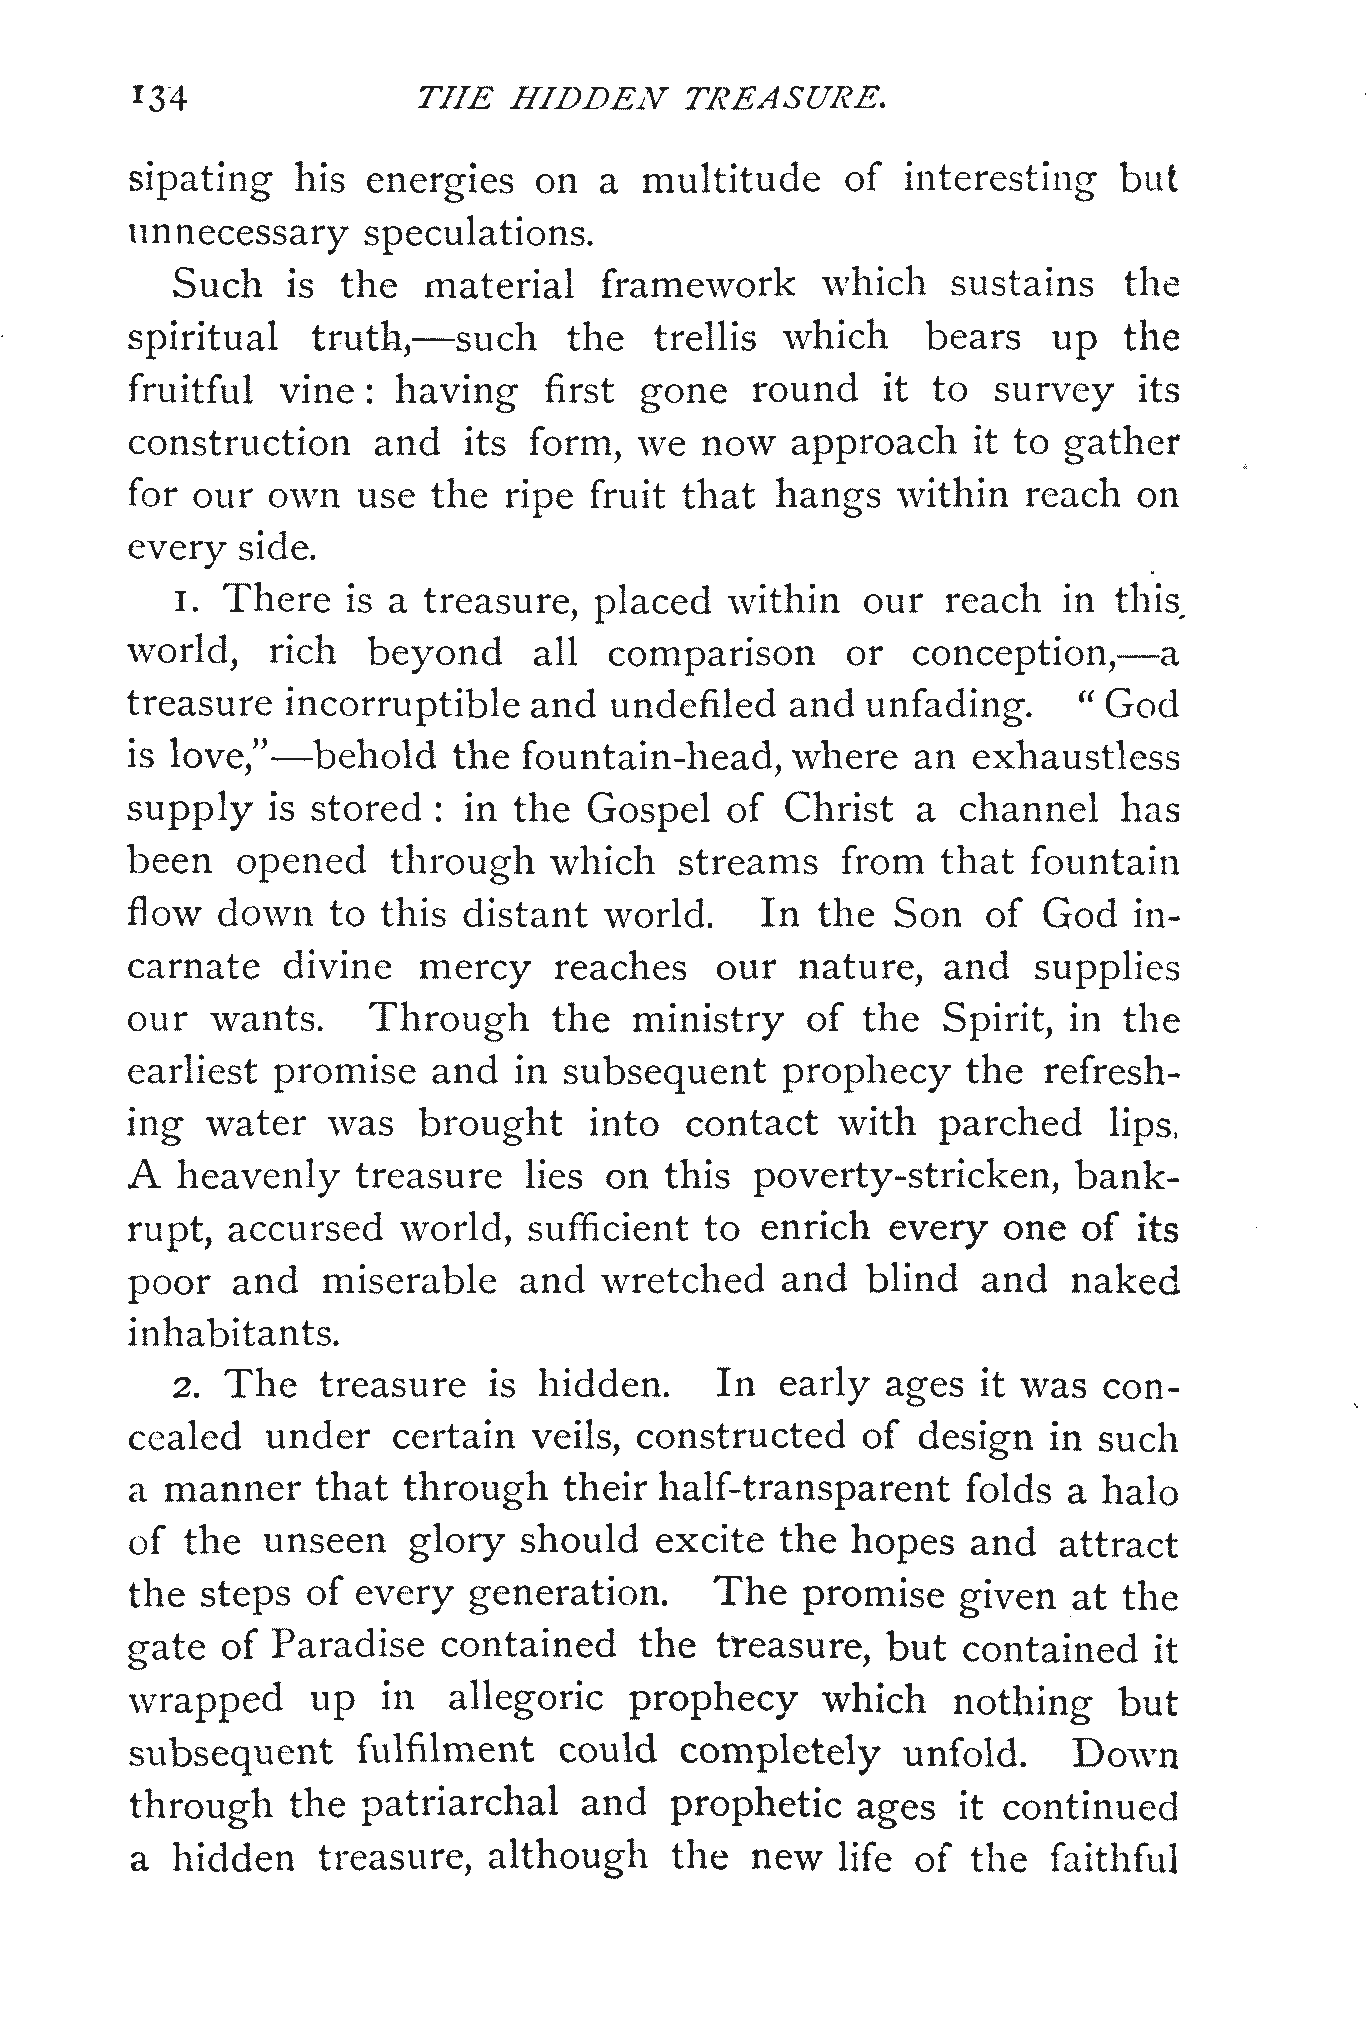 134 THE HIDDEN TREASURE.
sipating his energies on a multitude of interesting but
unnecessary speculations.
Such is the material framework which sustains the
spiritual truth,—such the trellis which bears up the
fruitful vine : having first gone round it to survey its
construction and its form, we now approach it to gather
for our own use the ripe fruit that hangs within reach on
every side.
1. There is a treasure, placed within our reach in this
world, rich beyond all comparison or conception,—a
treasure incorruptible and undefiled and unfading. “ God
is love,”—behold the fountain-head, where an exhaustless
supply is stored : in the Gospel of Christ a channel has
been opened through which streams from that fountain
flow down to this distant world. In the Son of God in-
carnate divine mercy reaches our nature, and supplies
our wants. Through the ministry of the Spirit, in the
earliest promise and in subsequent prophecy the refresh-
ing water was brought into contact with parched lips.
A heavenly treasure lies on this poverty-stricken, bank-
rupt, accursed world, sufficient to enrich every one of its
poor and miserable and wretched and blind and naked
inhabitants.
2. The treasure is hidden. In early ages it was con-
cealed under certain veils, constructed of design in such
a manner that through their half-transparent folds a halo
of the unseen glory should excite the hopes and attract
the steps of every generation. The promise given at the
gate of Paradise contained the treasure, but contained it
wrapped up in allegoric prophecy which nothing but
subsequent fulfilment could completely unfold. Down
through the patriarchal and prophetic ages it continued
a hidden treasure, although the new life of the faithful